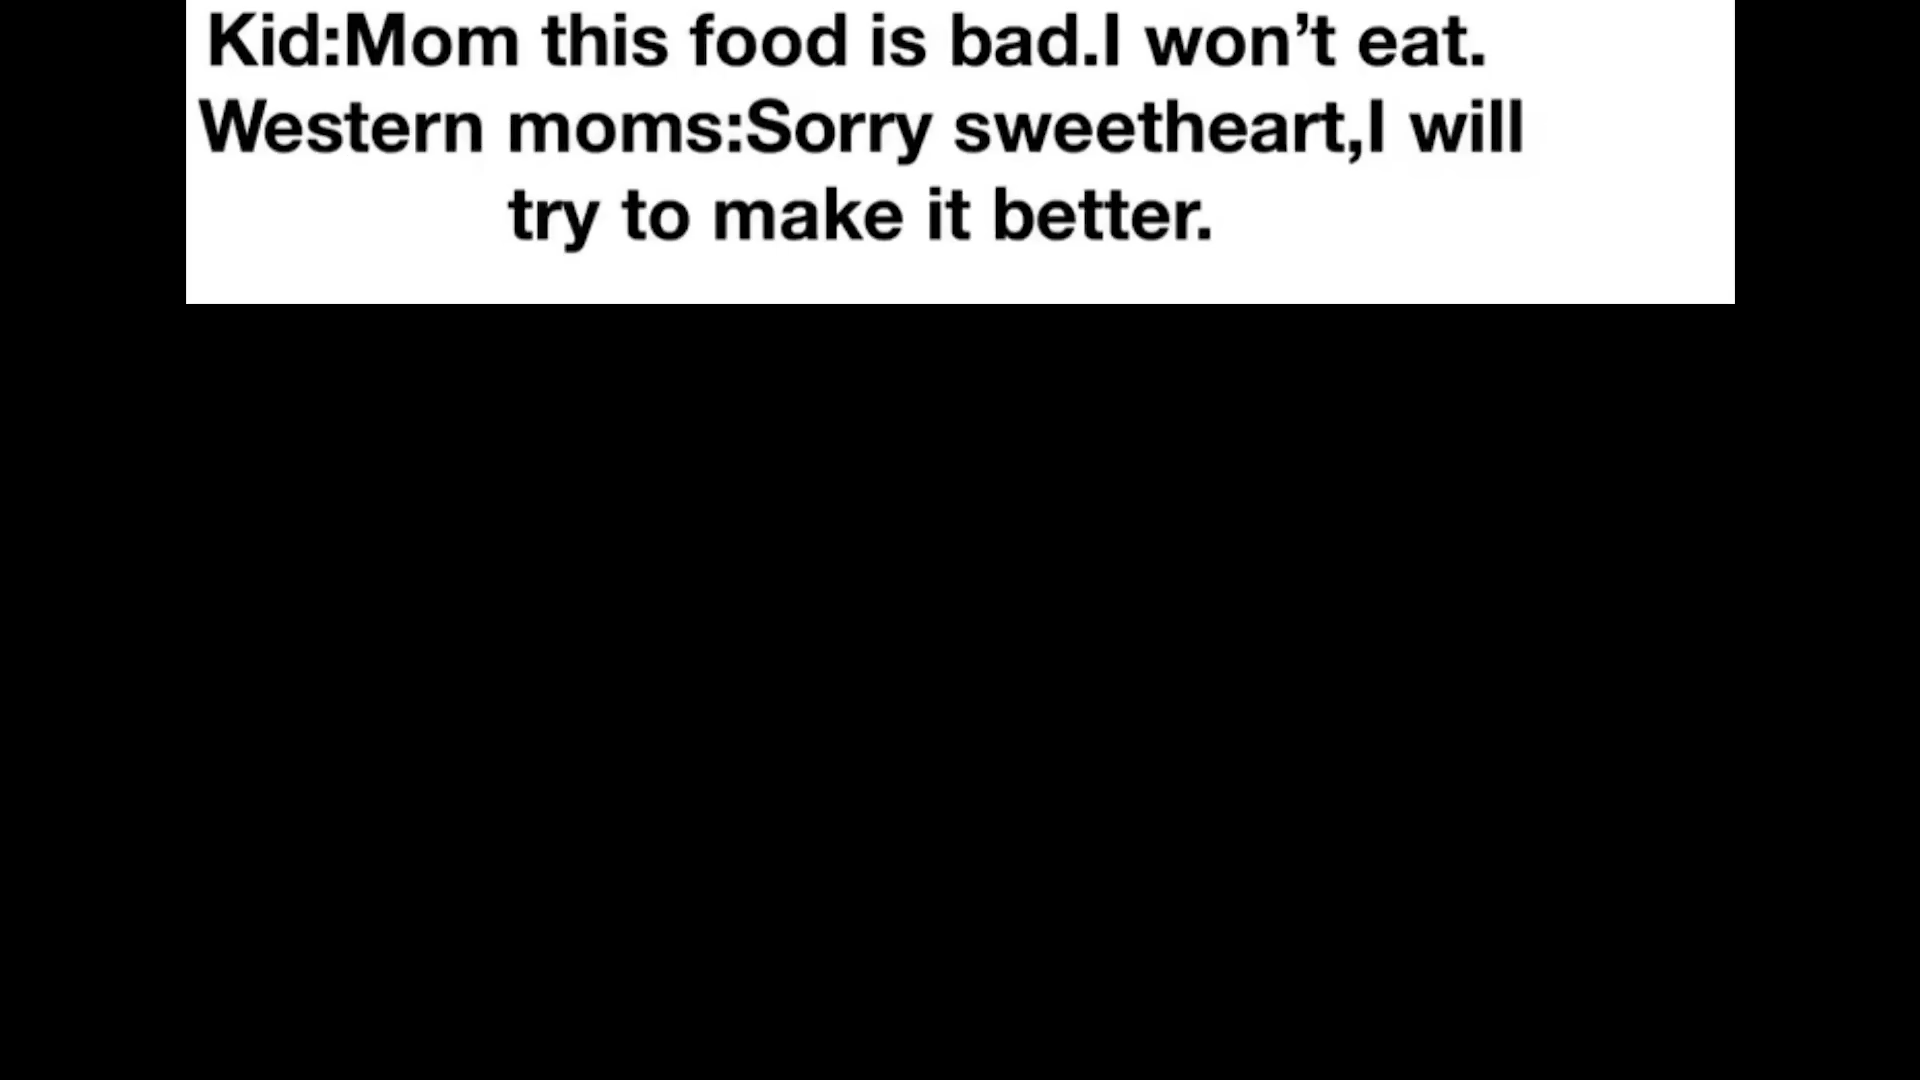 Kid:Mom this food is bad.I won’t eat.
Western moms:Sorry sweetheart,I will
try to make it better.